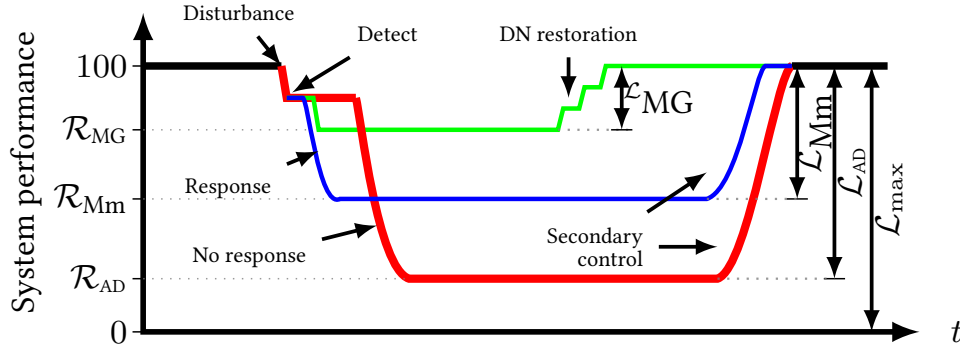 Disturbance
Detect
DN restoration
100
ℒMG
ℛMG
ℒMm
ℒAD
ℒmax
Response
ℛMm
No response
Secondary
control
ℛAD
0
t
System performance